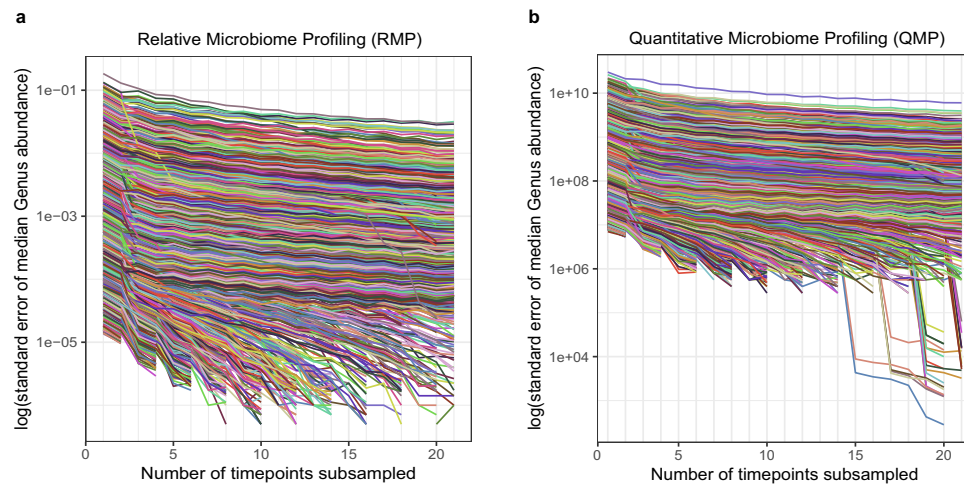 a
Relative Microbiome Profiling (RMP)
log(standard error of median Genus abundance)
1e−01
1e−03
1e−05
0 5 10 15 20
Number of timepoints subsampled
b
Quantitative Microbiome Profiling (QMP)
log(standard error of median Genus abundance)
1e+10
1e+08
1e+06
1e+04
0 5 10 15 20
Number of timepoints subsampled